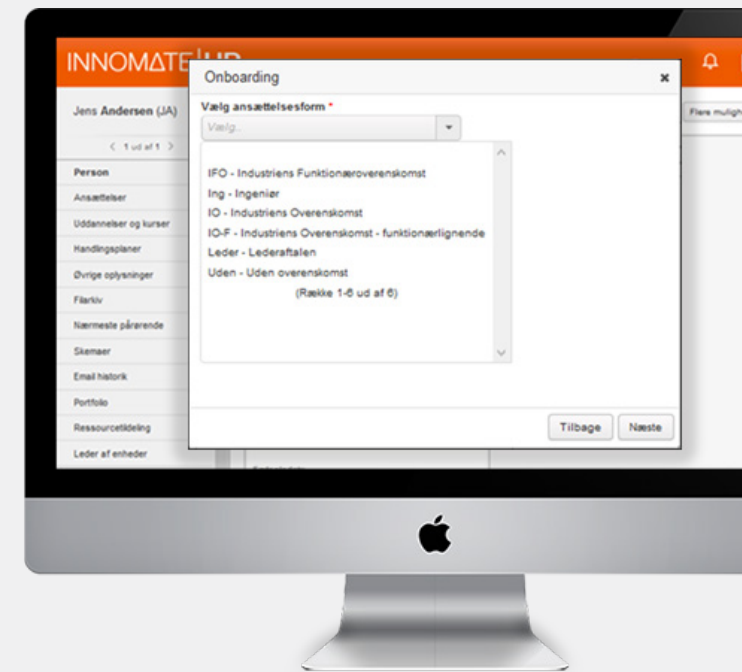 INNOMΔTE
Onboarding
Jens Andersen (JA)
Vælg ansættelsesform *
Flere muligh
Vælg..
< 1 ud af 1 >
Person
IFO - Industriens Funktionæroverenskomst
Ansættelser
Ing - Ingeniør
Uddannelser og kurser
IO - Industriens Overenskomst
IO-F - Industriens Overenskomst - funktionærlignende
Handlingsplaner
Leder - Lederaftalen
Øvrige oplysninger
Uden - Uden overenskomst
(Række 1-6 ud af 6)
Filarkiv
Nærmeste pårørende
Skemaer
Email historik
Portfolio
Ressourcetildeling
Tilbage
Næste
Leder af enheder